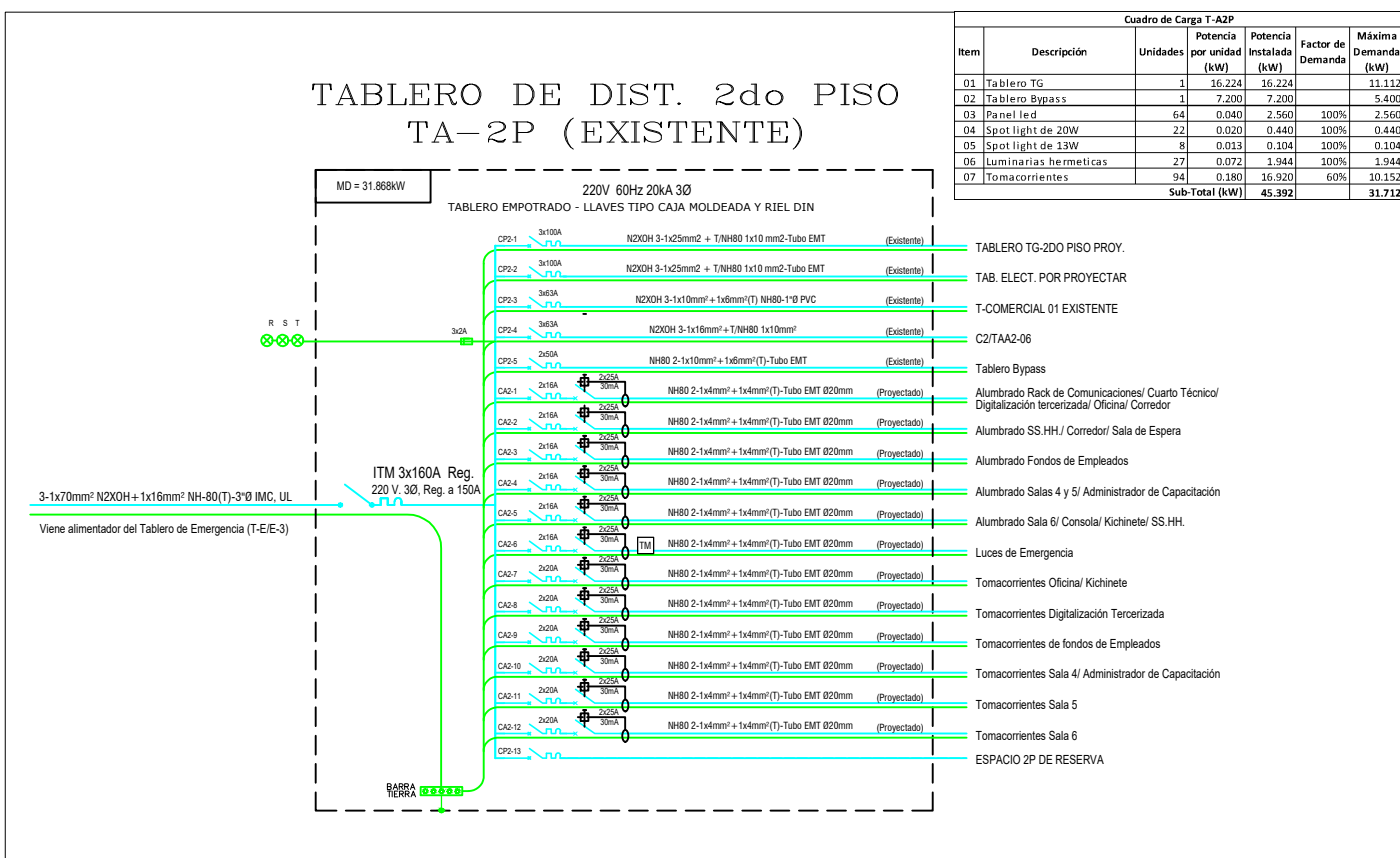 Cuadro de Carga T-A2P
Item Descripción Unidades Potencia por unidad (kW) Potencia Instalada (kW) Factor de Demanda Máxima Demanda (kW)
01 Tablero TG 1 16.224 16.224 11.112
02 Tablero Bypass 1 7.200 7.200 5.400
03 Panel led 64 0.040 2.560 100% 2.560
04 Spot light de 20W 22 0.020 0.440 100% 0.440
05 Spot light de 13W 8 0.013 0.104 100% 0.104
06 Luminarias hermeticas 27 0.072 1.944 100% 1.944
07 Tomacorrientes 94 0.180 16.920 60% 10.152
Sub-Total (kW) 45.392 31.712
TABLERO DE DIST. 2do PISO
TA-2P (EXISTENTE)
MD = 31.868kW
220V 60Hz 20kA 3Ø
TABLERO EMPOTRADO - LLAVES TIPO CAJA MOLDEADA Y RIEL DIN
CP2-1 3x100A N2XOH 3-1x25mm2 + T/NH80 1x10 mm2-Tubo EMT (Existente) TABLERO TG-2DO PISO PROY.
CP2-2 3x100A N2XOH 3-1x25mm2 + T/NH80 1x10 mm2-Tubo EMT (Existente) TAB. ELECT. POR PROYECTAR
CP2-3 3x63A N2XOH 3-1x10mm²+1x6mm²(T) NH80-1"Ø PVC (Existente) T-COMERCIAL 01 EXISTENTE
R S T
3x2A
CP2-4 3x63A N2XOH 3-1x16mm²+T/NH80 1x10mm² (Existente) C2/TAA2-06
CP2-5 2x50A NH80 2-1x10mm²+1x6mm²(T)-Tubo EMT (Existente) Tablero Bypass
CA2-1 2x16A 2x25A 30mA NH80 2-1x4mm²+1x4mm²(T)-Tubo EMT Ø20mm (Proyectado) Alumbrado Rack de Comunicaciones/ Cuarto Técnico/
Digitalización tercerizada/ Oficina/ Corredor
CA2-2 2x16A 2x25A 30mA NH80 2-1x4mm²+1x4mm²(T)-Tubo EMT Ø20mm (Proyectado) Alumbrado SS.HH./ Corredor/ Sala de Espera
CA2-3 2x16A 2x25A 30mA NH80 2-1x4mm²+1x4mm²(T)-Tubo EMT Ø20mm (Proyectado) Alumbrado Fondos de Empleados
CA2-4 2x16A 2x25A 30mA NH80 2-1x4mm²+1x4mm²(T)-Tubo EMT Ø20mm (Proyectado) Alumbrado Salas 4 y 5/ Administrador de Capacitación
ITM 3x160A Reg.
220 V. 3Ø, Reg. a 150A
3-1x70mm² N2XOH+1x16mm² NH-80(T)-3"Ø IMC, UL
Viene alimentador del Tablero de Emergencia (T-E/E-3)
CA2-5 2x16A 2x25A 30mA NH80 2-1x4mm²+1x4mm²(T)-Tubo EMT Ø20mm (Proyectado) Alumbrado Sala 6/ Consola/ Kichinete/ SS.HH.
CA2-6 2x16A 2x25A 30mA TM NH80 2-1x4mm²+1x4mm²(T)-Tubo EMT Ø20mm (Proyectado) Luces de Emergencia
CA2-7 2x20A 2x25A 30mA NH80 2-1x4mm²+1x4mm²(T)-Tubo EMT Ø20mm (Proyectado) Tomacorrientes Oficina/ Kichinete
CA2-8 2x20A 2x25A 30mA NH80 2-1x4mm²+1x4mm²(T)-Tubo EMT Ø20mm (Proyectado) Tomacorrientes Digitalización Tercerizada
CA2-9 2x20A 2x25A 30mA NH80 2-1x4mm²+1x4mm²(T)-Tubo EMT Ø20mm (Proyectado) Tomacorrientes de fondos de Empleados
CA2-10 2x20A 2x25A 30mA NH80 2-1x4mm²+1x4mm²(T)-Tubo EMT Ø20mm (Proyectado) Tomacorrientes Sala 4/ Administrador de Capacitación
CA2-11 2x20A 2x25A 30mA NH80 2-1x4mm²+1x4mm²(T)-Tubo EMT Ø20mm (Proyectado) Tomacorrientes Sala 5
CA2-12 2x20A 2x25A 30mA NH80 2-1x4mm²+1x4mm²(T)-Tubo EMT Ø20mm (Proyectado) Tomacorrientes Sala 6
CP2-13 ESPACIO 2P DE RESERVA
BARRA
TIERRA